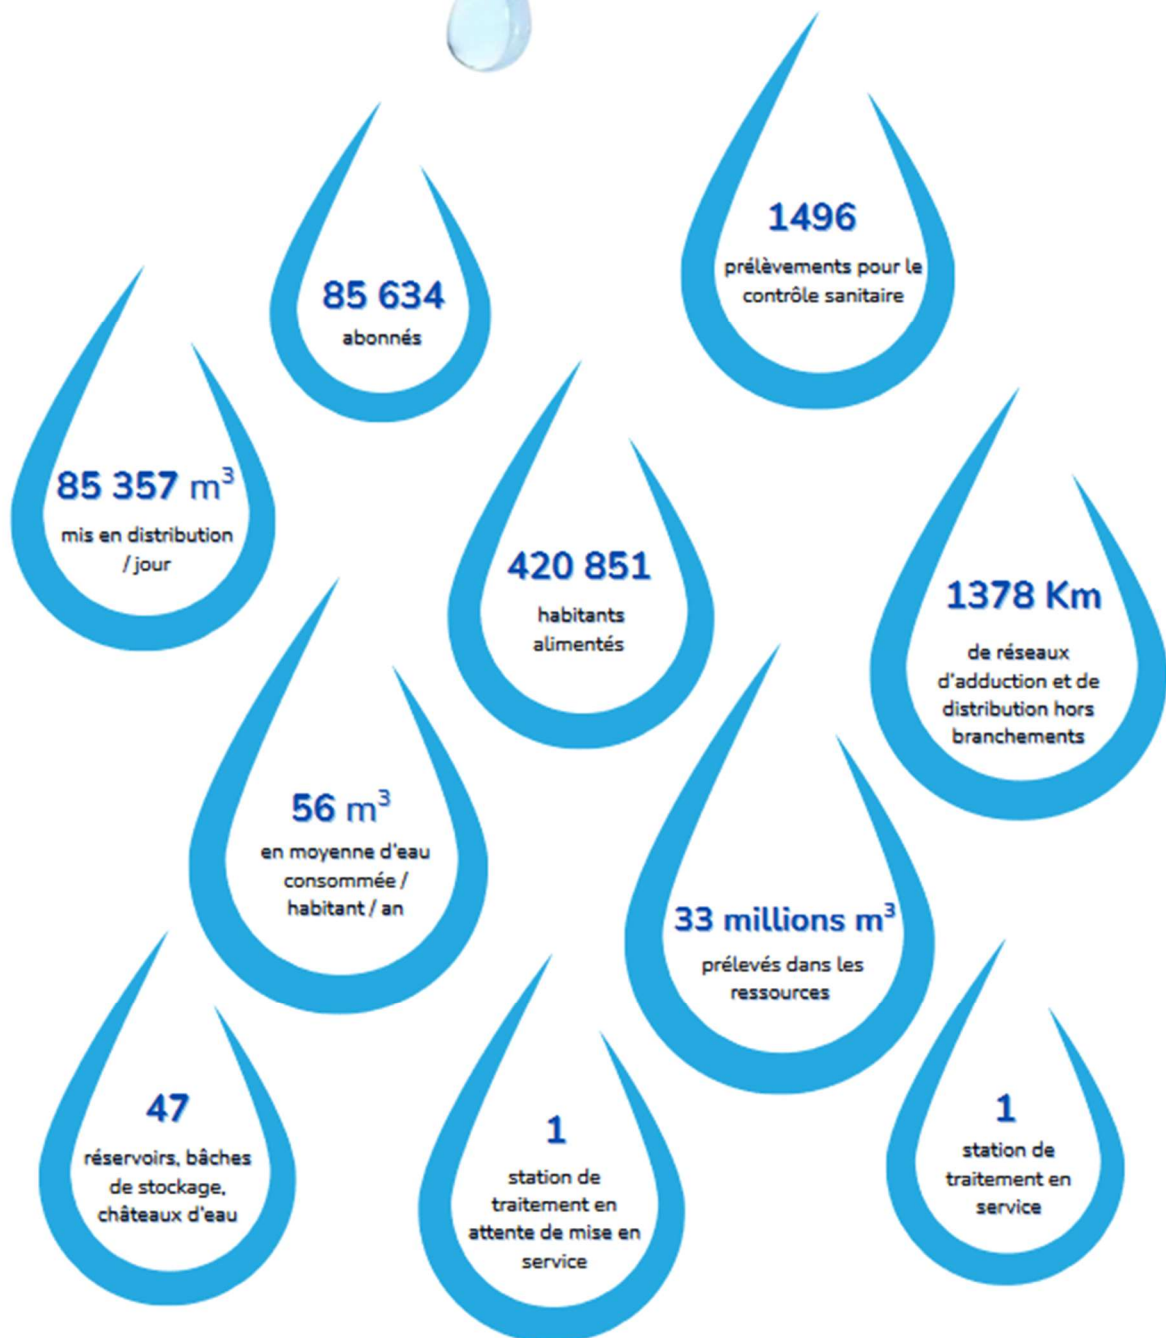 1496
prélèvements pour le
contrôle sanitaire
85 634
abonnés
85 357 m³
mis en distribution
/ jour
420 851
habitants
alimentés
1378 Km
de réseaux
d'adduction et de
distribution hors
branchements
56 m³
en moyenne d'eau
consommée /
habitant / an
33 millions m³
prélevés dans les
ressources
47
réservoirs, bâches
de stockage,
châteaux d'eau
1
station de
traitement en
attente de mise en
service
1
station de
traitement en
service